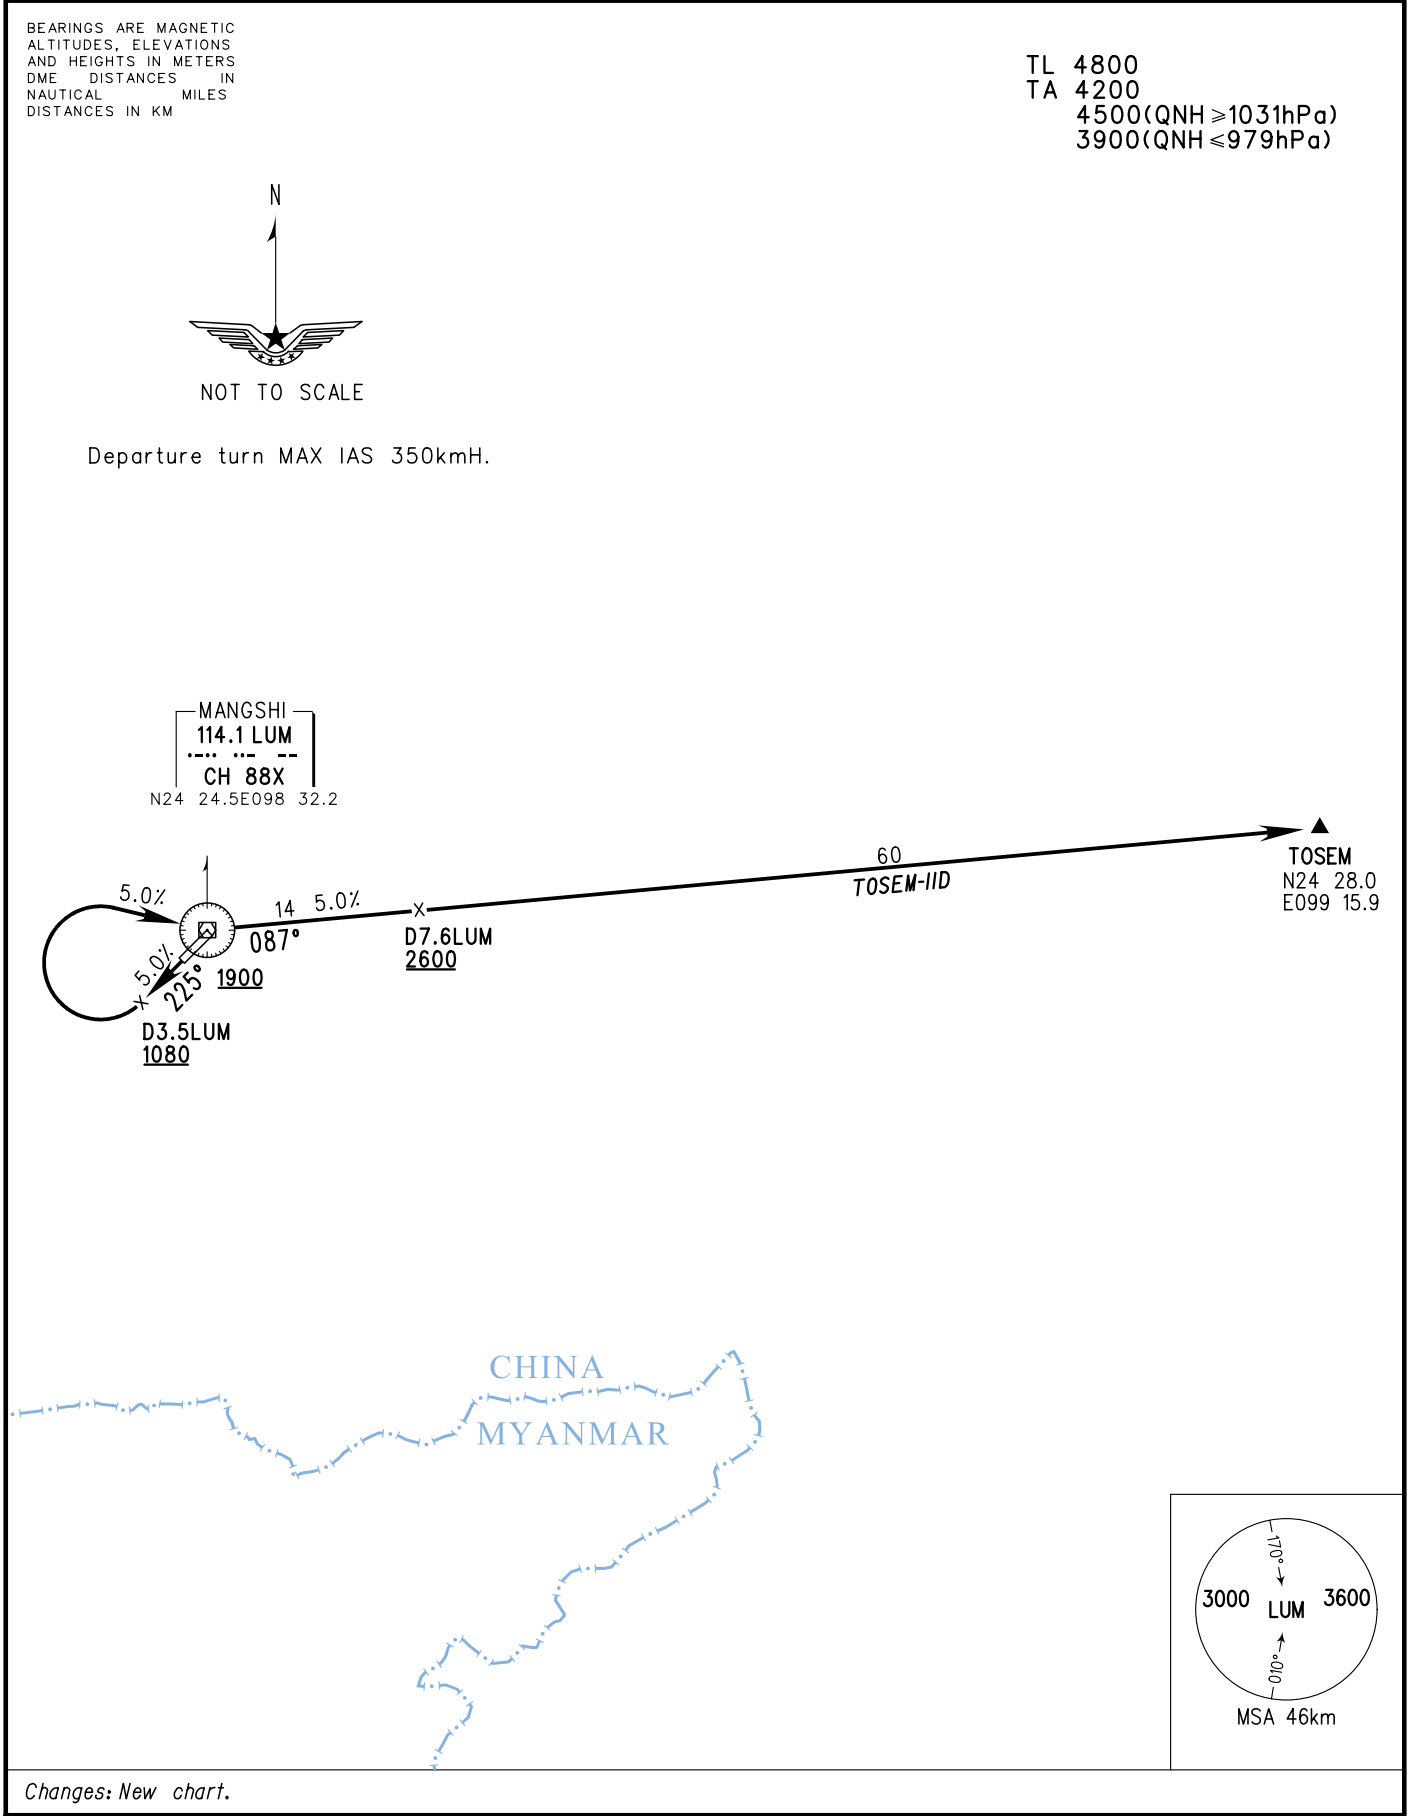 BEARINGS ARE MAGNETIC
ALTITUDES, ELEVATIONS
AND HEIGHTS IN METERS
DME DISTANCES IN
NAUTICAL MILES
DISTANCES IN KM
TL 4800
TA 4200
4500(QNH⩾1031hPa)
3900(QNH⩽979hPa)
N
NOT TO SCALE
Departure turn MAX IAS 350kmH.
MANGSHI
114.1 LUM
CH 88X
N24 24.5E098 32.2
5.0%
5.0%
225°
1900
D3.5LUM
1080
14 5.0%
087°
D7.6LUM
2600
60
TOSEM-11D
TOSEM
N24 28.0
E099 15.9
CHINA
MYANMAR
170°
3000 LUM 3600
010°
MSA 46km
Changes: New chart.